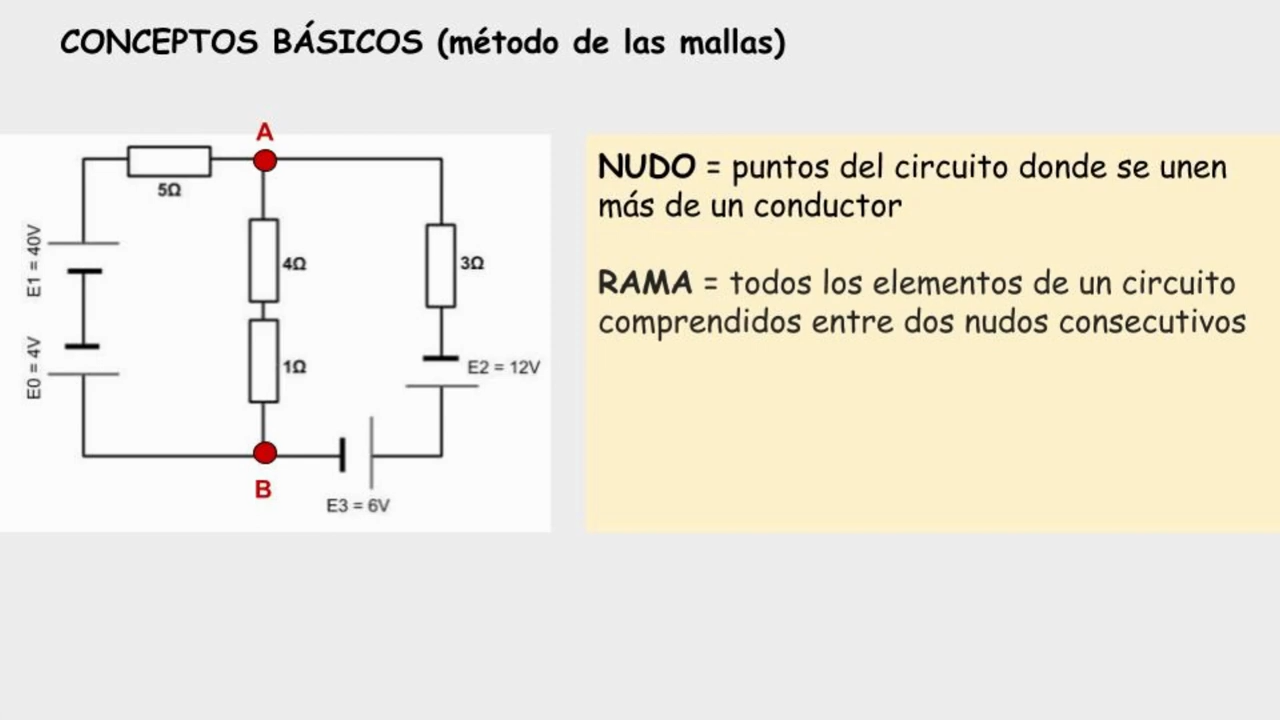 CONCEPTOS BÁSICOS (método de las mallas)
A
5Ω
E1 = 40V
4Ω
3Ω
E0 = 4V
1Ω
E2 = 12V
B
E3 = 6V
NUDO = puntos del circuito donde se unen
más de un conductor
RAMA = todos los elementos de un circuito
comprendidos entre dos nudos consecutivos